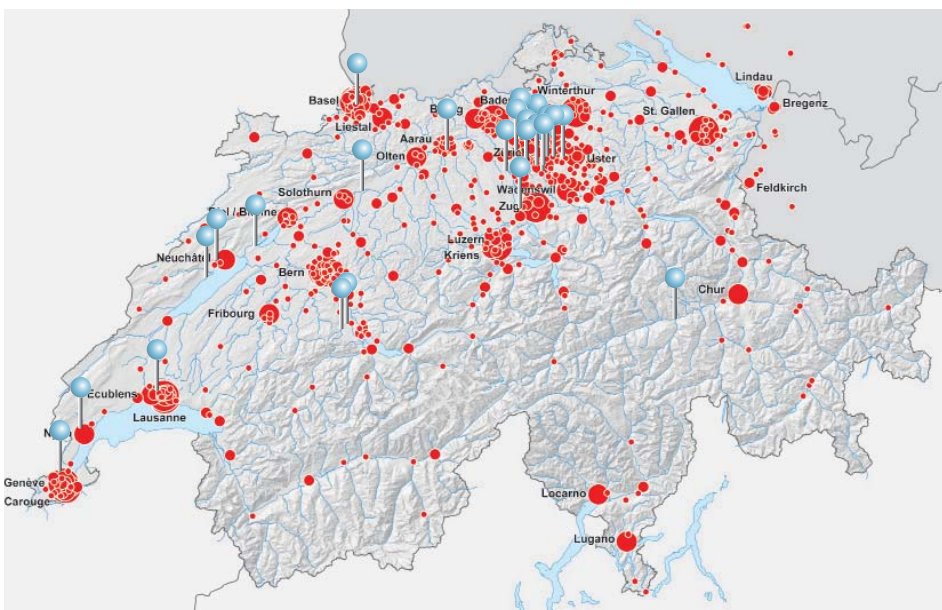 Lindau
Winterthur
Basel
Bregenz
St. Gallen
Liestal
Aarau
Olten
Uster
Feldkirch
Solothurn
Wädenswil
Zug
Luzern
Kriens
Neuchâtel
Bern
Chur
Fribourg
Ecublens
Lausanne
Genève
Carouge
Locarno
Lugano